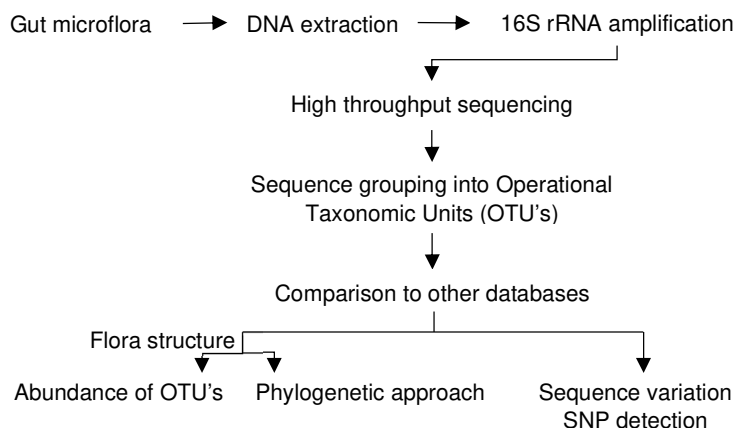 Gut microflora
DNA extraction
16S rRNA amplification
High throughput sequencing
Sequence grouping into Operational
Taxonomic Units (OTU's)
Comparison to other databases
Flora structure
Abundance of OTU's
Phylogenetic approach
Sequence variation
SNP detection